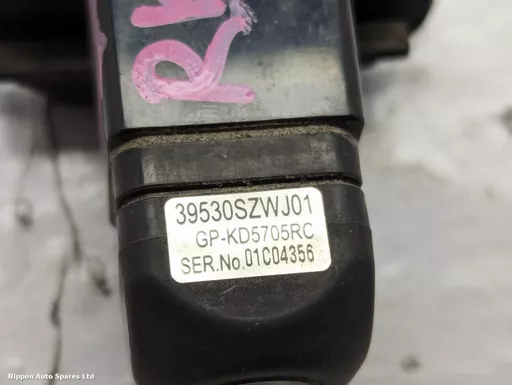 39530SZWJ01
GP-KD5705RC
SER.No.01C04356
Nippon Auto Spares Ltd